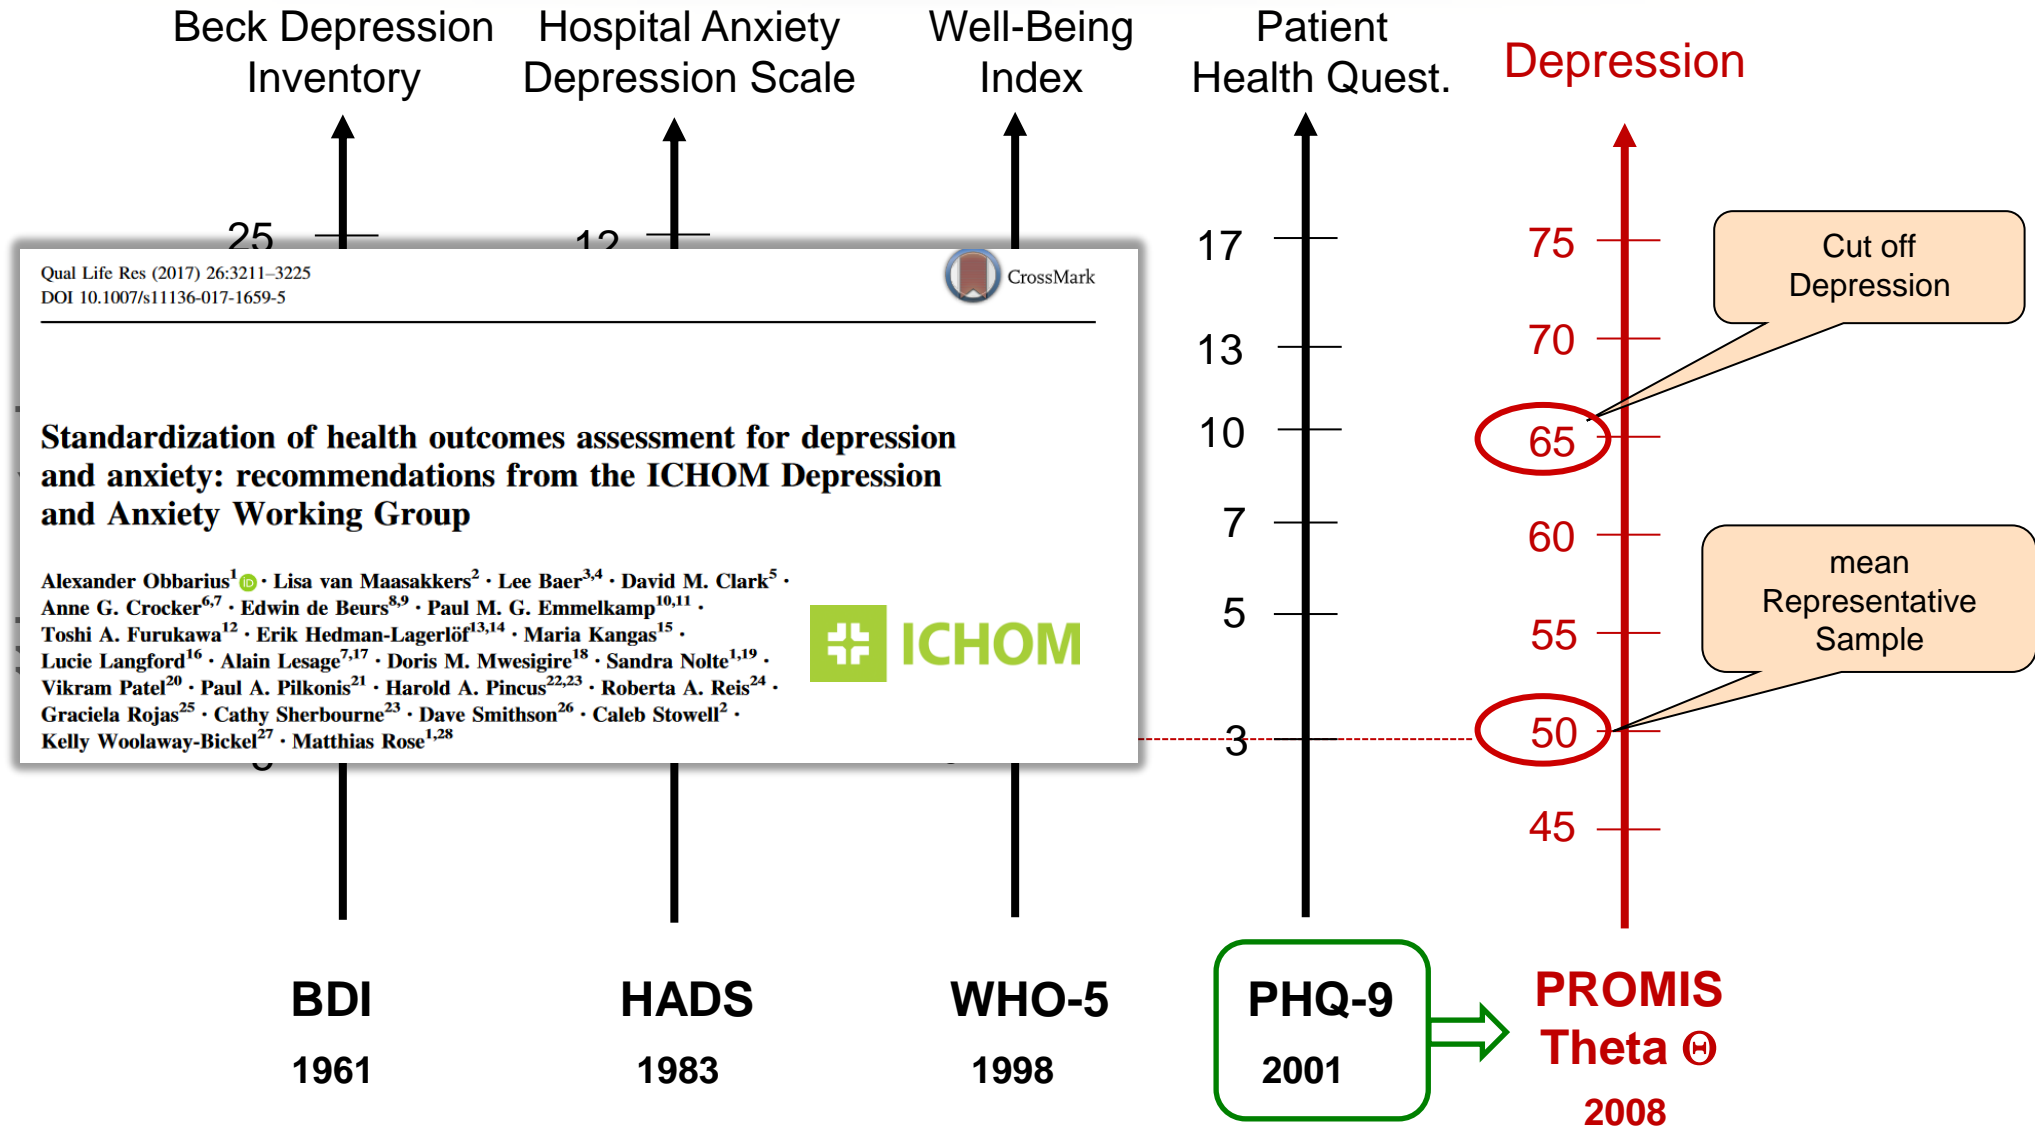 Beck Depression
Inventory
Hospital Anxiety
Depression Scale
Well-Being
Index
Patient
Health Quest.
Depression
25
12
17
13
10
7
5
3
75
70
65
60
55
50
45
Cut off
Depression
mean
Representative
Sample
Qual Life Res (2017) 26:3211–3225
DOI 10.1007/s11136-017-1659-5
CrossMark
Standardization of health outcomes assessment for depression
and anxiety: recommendations from the ICHOM Depression
and Anxiety Working Group
Alexander Obbarius1 iD · Lisa van Maasakkers2 · Lee Baer3,4 · David M. Clark5 ·
Anne G. Crocker6,7 · Edwin de Beurs8,9 · Paul M. G. Emmelkamp10,11 ·
Toshi A. Furukawa12 · Erik Hedman-Lagerlöf13,14 · Maria Kangas15 ·
Lucie Langford16 · Alain Lesage7,17 · Doris M. Mwesigire18 · Sandra Nolte1,19 ·
Vikram Patel20 · Paul A. Pilkonis21 · Harold A. Pincus22,23 · Roberta A. Reis24 ·
Graciela Rojas25 · Cathy Sherbourne23 · Dave Smithson26 · Caleb Stowell2 ·
Kelly Woolaway-Bickel27 · Matthias Rose1,28
ICHOM
BDI
1961
HADS
1983
WHO-5
1998
PHQ-9
2001
PROMIS
Theta Θ
2008